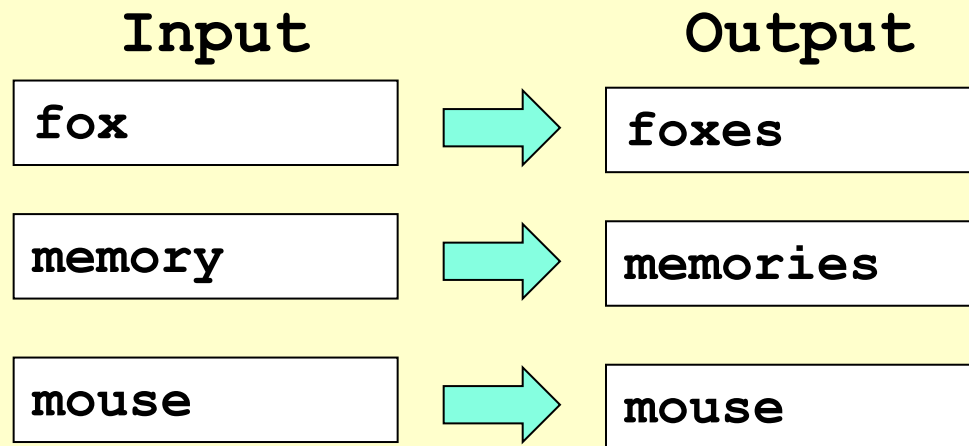 Input Output
fox foxes
memory memories
mouse mouse